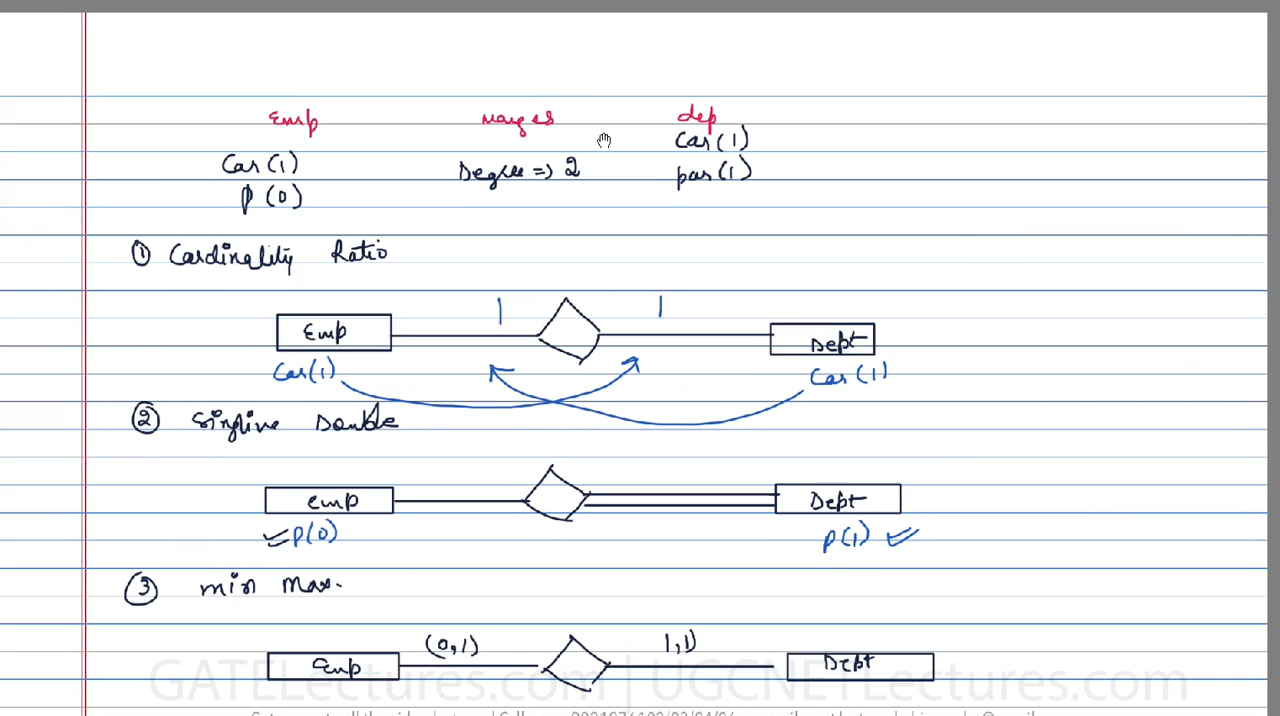 Emp manges dep
Car(1)
Car(1) Degree => 2 par(1)
P(0)
① Cardinality Ratio
1 1
Emp Dept
Car(1) Car(1)
② Singline Double
Emp Dept
P(0) P(1)
③ min Max.
(0,1) 1,1)
Emp Dept
GATELectures.com | UGCNETLectures.com